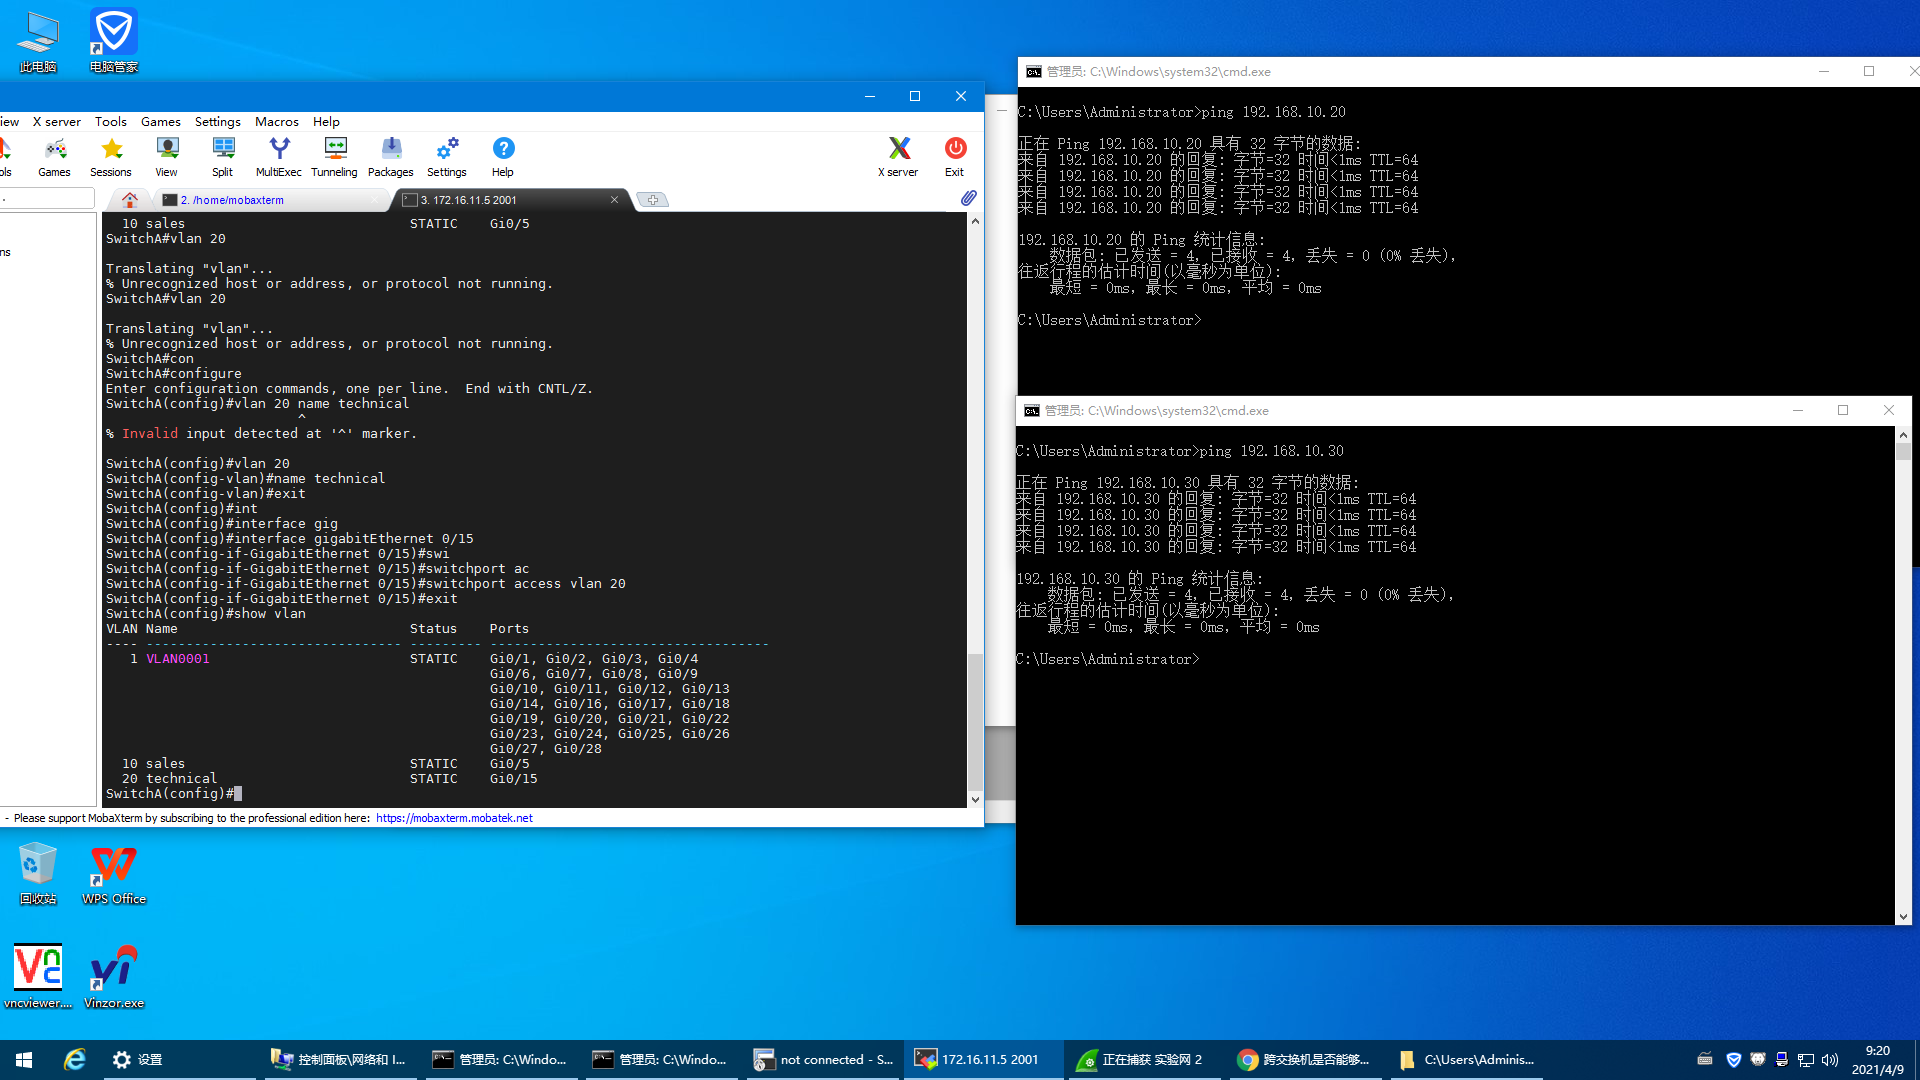 此电脑
电脑管家
iew X server Tools Games Settings Macros Help
ols Games Sessions View Split MultiExec Tunneling Packages Settings Help X server Exit
2. /home/mobaxterm
3. 172.16.11.5 2001
ns
10 sales STATIC Gi0/5
SwitchA#vlan 20
Translating "vlan"...
% Unrecognized host or address, or protocol not running.
SwitchA#vlan 20
Translating "vlan"...
% Unrecognized host or address, or protocol not running.
SwitchA#con
SwitchA#configure
Enter configuration commands, one per line.  End with CNTL/Z.
SwitchA(config)#vlan 20 name technical
^
% Invalid input detected at '^' marker.
SwitchA(config)#vlan 20
SwitchA(config-vlan)#name technical
SwitchA(config-vlan)#exit
SwitchA(config)#int
SwitchA(config)#interface gig
SwitchA(config)#interface gigabitEthernet 0/15
SwitchA(config-if-GigabitEthernet 0/15)#swi
SwitchA(config-if-GigabitEthernet 0/15)#switchport ac
SwitchA(config-if-GigabitEthernet 0/15)#switchport access vlan 20
SwitchA(config-if-GigabitEthernet 0/15)#exit
SwitchA(config)#show vlan
VLAN Name Status Ports
---- -------------------------------- --------- -----------------------------------
1 VLAN0001 STATIC Gi0/1, Gi0/2, Gi0/3, Gi0/4
Gi0/6, Gi0/7, Gi0/8, Gi0/9
Gi0/10, Gi0/11, Gi0/12, Gi0/13
Gi0/14, Gi0/16, Gi0/17, Gi0/18
Gi0/19, Gi0/20, Gi0/21, Gi0/22
Gi0/23, Gi0/24, Gi0/25, Gi0/26
Gi0/27, Gi0/28
10 sales STATIC Gi0/5
20 technical STATIC Gi0/15
SwitchA(config)#
- Please support MobaXterm by subscribing to the professional edition here: https://mobaxterm.mobatek.net
管理员: C:\Windows\system32\cmd.exe
C:\Users\Administrator>ping 192.168.10.20
正在 Ping 192.168.10.20 具有 32 字节的数据:
来自 192.168.10.20 的回复: 字节=32 时间<1ms TTL=64
来自 192.168.10.20 的回复: 字节=32 时间<1ms TTL=64
来自 192.168.10.20 的回复: 字节=32 时间<1ms TTL=64
来自 192.168.10.20 的回复: 字节=32 时间<1ms TTL=64
192.168.10.20 的 Ping 统计信息:
数据包: 已发送 = 4, 已接收 = 4, 丢失 = 0 (0% 丢失),
往返行程的估计时间(以毫秒为单位):
最短 = 0ms, 最长 = 0ms, 平均 = 0ms
C:\Users\Administrator>
管理员: C:\Windows\system32\cmd.exe
C:\Users\Administrator>ping 192.168.10.30
正在 Ping 192.168.10.30 具有 32 字节的数据:
来自 192.168.10.30 的回复: 字节=32 时间<1ms TTL=64
来自 192.168.10.30 的回复: 字节=32 时间<1ms TTL=64
来自 192.168.10.30 的回复: 字节=32 时间<1ms TTL=64
来自 192.168.10.30 的回复: 字节=32 时间<1ms TTL=64
192.168.10.30 的 Ping 统计信息:
数据包: 已发送 = 4, 已接收 = 4, 丢失 = 0 (0% 丢失),
往返行程的估计时间(以毫秒为单位):
最短 = 0ms, 最长 = 0ms, 平均 = 0ms
C:\Users\Administrator>
回收站
WPS Office
vncviewer....
Vinzor.exe
设置
控制面板\网络和 I...
管理员: C:\Windo...
管理员: C:\Windo...
not connected - S...
172.16.11.5 2001
正在捕获 实验网 2
跨交换机是否能够...
C:\Users\Adminis...
9:20
2021/4/9